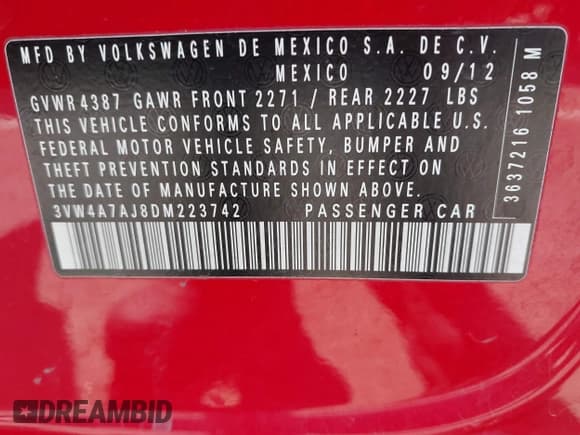 MFD BY VOLKSWAGEN DE MEXICO S.A. DE C.V.
MEXICO 09/12
GVWR 4387 GAWR FRONT 2271 / REAR 2227 LBS
THIS VEHICLE CONFORMS TO ALL APPLICABLE U.S.
FEDERAL MOTOR VEHICLE SAFETY, BUMPER AND
THEFT PREVENTION STANDARDS IN EFFECT ON
THE DATE OF MANUFACTURE SHOWN ABOVE.
3VW4A7AJ8DM223742 PASSENGER CAR
3637216 1058 M
DREAMBID